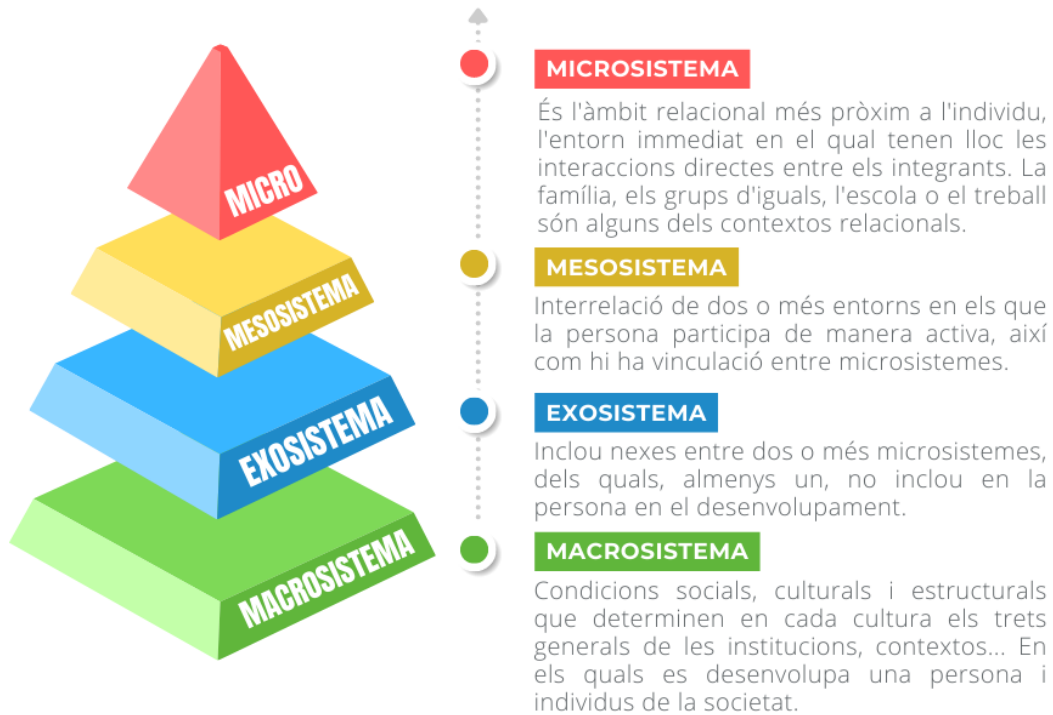 MICRO
MESOSISTEMA
EXOSISTEMA
MACROSISTEMA
MICROSISTEMA
És l'àmbit relacional més pròxim a l'individu,
l'entorn immediat en el qual tenen lloc les
interaccions directes entre els integrants. La
família, els grups d'iguals, l'escola o el treball
són alguns dels contextos relacionals.
MESOSISTEMA
Interrelació de dos o més entorns en els que
la persona participa de manera activa, així
com hi ha vinculació entre microsistemes.
EXOSISTEMA
Inclou nexes entre dos o més microsistemes,
dels quals, almenys un, no inclou en la
persona en el desenvolupament.
MACROSISTEMA
Condicions socials, culturals i estructurals
que determinen en cada cultura els trets
generals de les institucions, contextos... En
els quals es desenvolupa una persona i
individus de la societat.